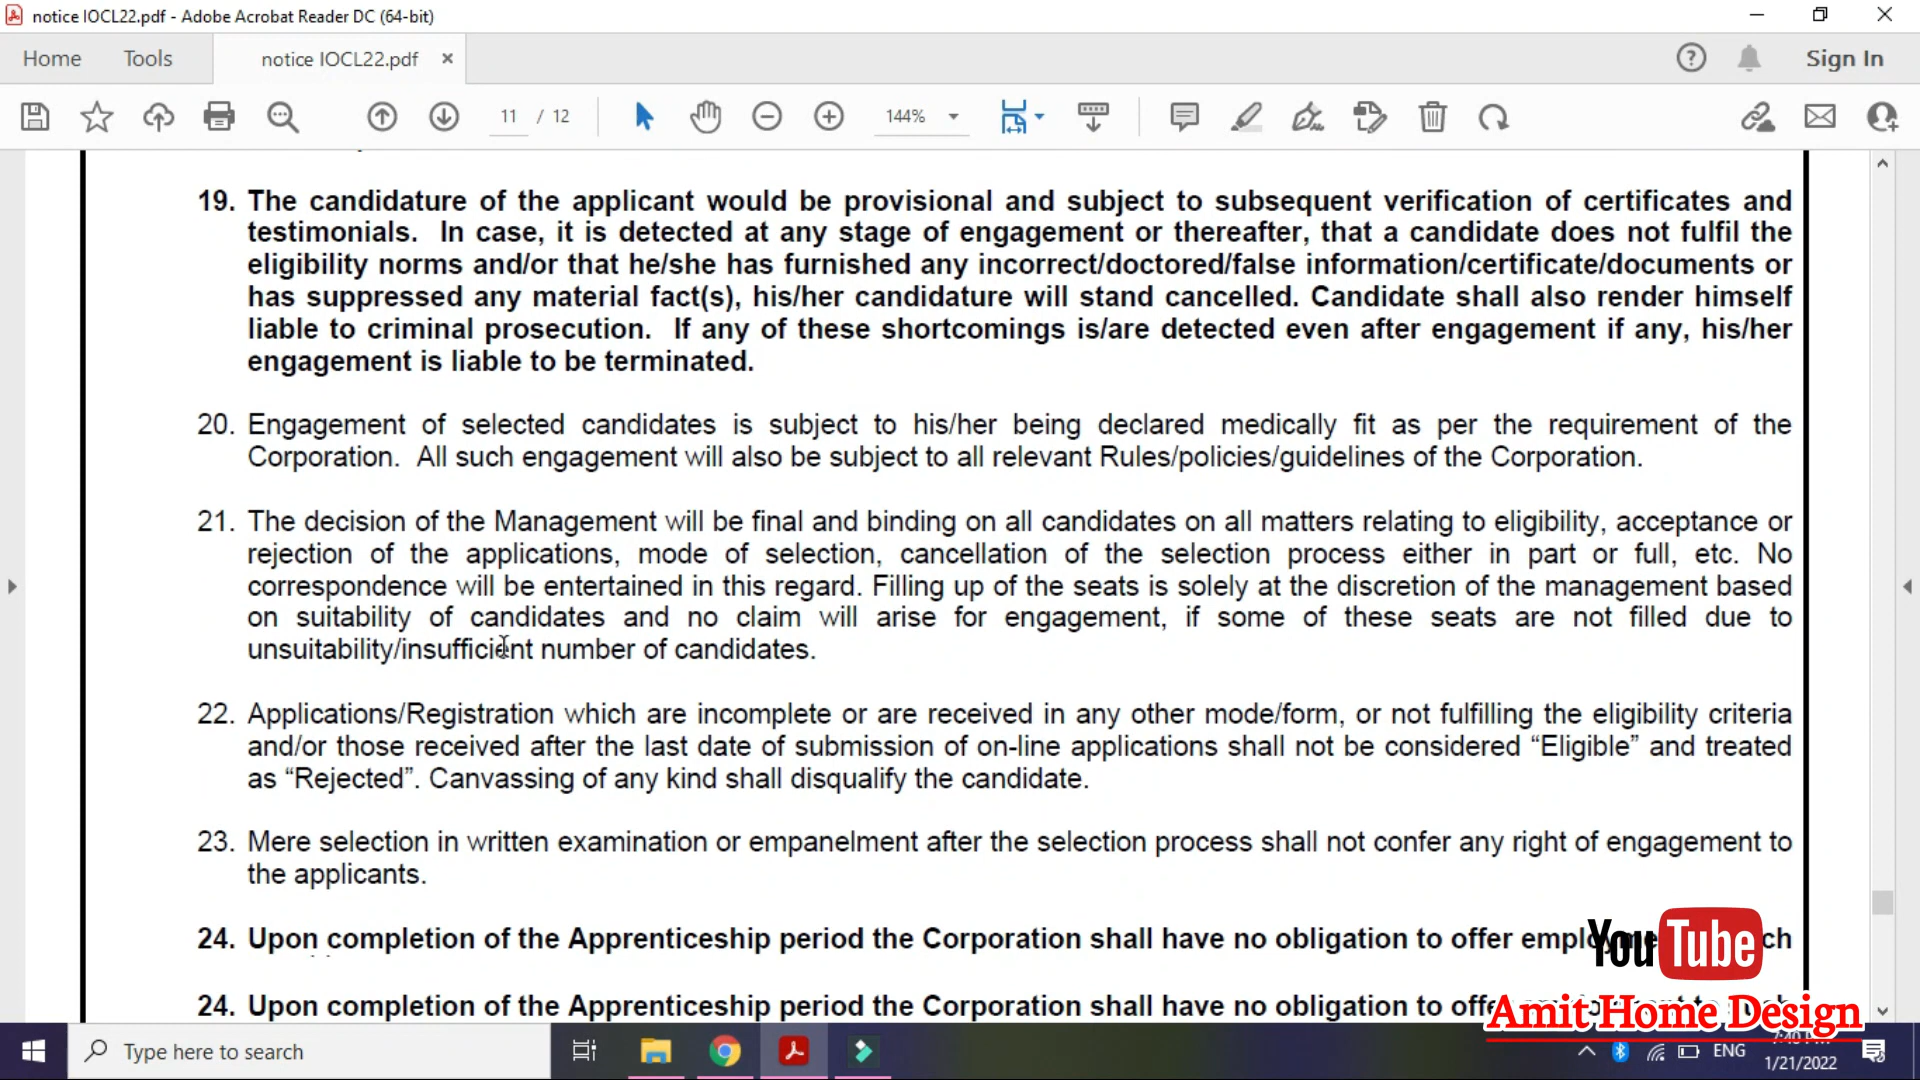 notice IOCL22.pdf - Adobe Acrobat Reader DC (64-bit)
Home
Tools
notice IOCL22.pdf
Sign In
11 / 12
144%
19. The candidature of the applicant would be provisional and subject to subsequent verification of certificates and
testimonials. In case, it is detected at any stage of engagement or thereafter, that a candidate does not fulfil the
eligibility norms and/or that he/she has furnished any incorrect/doctored/false information/certificate/documents or
has suppressed any material fact(s), his/her candidature will stand cancelled. Candidate shall also render himself
liable to criminal prosecution. If any of these shortcomings is/are detected even after engagement if any, his/her
engagement is liable to be terminated.
20. Engagement of selected candidates is subject to his/her being declared medically fit as per the requirement of the
Corporation. All such engagement will also be subject to all relevant Rules/policies/guidelines of the Corporation.
21. The decision of the Management will be final and binding on all candidates on all matters relating to eligibility, acceptance or
rejection of the applications, mode of selection, cancellation of the selection process either in part or full, etc. No
correspondence will be entertained in this regard. Filling up of the seats is solely at the discretion of the management based
on suitability of candidates and no claim will arise for engagement, if some of these seats are not filled due to
unsuitability/insufficient number of candidates.
22. Applications/Registration which are incomplete or are received in any other mode/form, or not fulfilling the eligibility criteria
and/or those received after the last date of submission of on-line applications shall not be considered “Eligible” and treated
as “Rejected”. Canvassing of any kind shall disqualify the candidate.
23. Mere selection in written examination or empanelment after the selection process shall not confer any right of engagement to
the applicants.
24. Upon completion of the Apprenticeship period the Corporation shall have no obligation to offer
24. Upon completion of the Apprenticeship period the Corporation shall have no obligation to
YouTube
Amit Home Design
Type here to search
ENG
1/21/2022